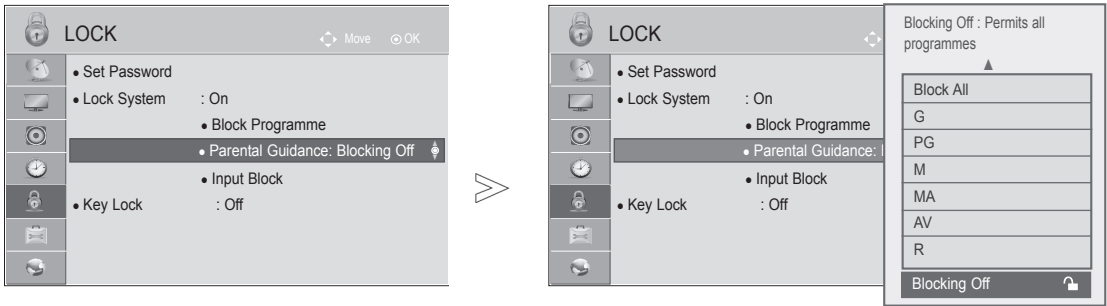 LOCK
Move OK
• Set Password
• Lock System : On
• Block Programme
• Parental Guidance: Blocking Off
• Input Block
• Key Lock : Off
LOCK
• Set Password
• Lock System : On
• Block Programme
• Parental Guidance:
• Input Block
• Key Lock : Off
Blocking Off : Permits all
programmes
Block All
G
PG
M
MA
AV
R
Blocking Off